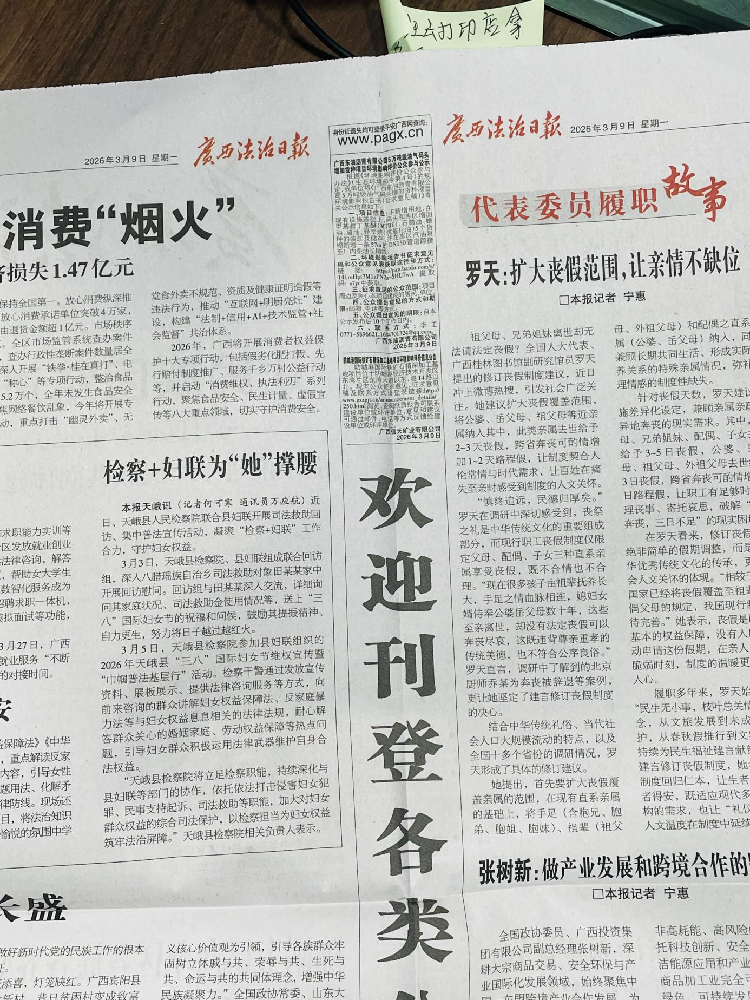 往去打印店拿
2026年3月9日 星期一
廣西法治日報
消费“烟火”
损失1.47亿元
保持全国第一。放心消费纵深推
放心消费承诺单位突破4万家，
由退货金额超1亿元。市场秩序
。全区市场监管系统查办案件
，查办行政性垄断案件数量居全
深入开展“铁拳·桂在真打”、电
“称心”等专项行动，整治食品
5.2万个，全年未发生食品安全
焦网络餐饮乱象，今年将开展专
动，重点打击“幽灵外卖”、无
堂食外卖不规范、资质及健康证明造假等
违法行为，推动“互联网+明厨亮灶”建
设，构建“法制+信用+AI+技术监管+社
会监督”共治体系。
2026年，广西将开展消费者权益保
护十大专项行动，包括假劣化肥打假、先
行赔付制度推广、服务千乡万村公益行动
等，并启动“消费维权、执法利刃”系列
行动，聚焦食品安全、民生计量、虚假宣
传等八大重点领域，切实守护消费安全。
检察+妇联为“她”撑腰
本报天峨讯（记者何可寒 通讯员万应航）近
日，天峨县人民检察院联合县妇联开展司法救助回
访、集中普法宣传活动，凝聚“检察+妇联”工作
合力，守护妇女权益。
3月3日，天峨县检察院、县妇联组成联合回访
组，深入八腊瑶族自治乡司法救助对象田某某家中
开展回访慰问。回访组与田某某深入交流，详细询
问其家庭状况、司法救助金使用情况等，送上“三
八”国际妇女节的祝福和问候，鼓励其提振精神、
自力更生，努力将日子越过越红火。
3月5日，天峨县检察院参加县妇联组织的
2026年天峨县“三八”国际妇女节维权宣传暨
“巾帼普法基层行”活动。检察干警通过发放宣传
资料、展板展示、提供法律咨询服务等方式，向
前来咨询的群众讲解妇女权益保障法、反家庭暴
力法等与妇女权益息息相关的法律法规，耐心解
答群众关心的婚姻家庭、劳动权益保障等热点问
题，引导妇女群众积极运用法律武器维护自身合
法权益。
“天峨县检察院将立足检察职能，持续深化与
县妇联等部门的协作，依托依法打击侵害妇女犯
罪、民事支持起诉、司法救助等职能，加大对妇女
群众权益的综合司法保护，以检察担当为妇女权益
筑牢法治屏障。”天峨县检察院相关负责人表示。
求职能力实训等
区发放就业创业
法律咨询，解答
，帮助女大学生
数智化服务成为
招聘求职一体机，
模拟面试等功能，
3月27日，广西
就业服务“不断
的对接时间。
安
益保障法》《中华
，重点解读反家
内容，引导女性
题用法、化解矛
律防线。现场还
目，将法治知识
愉悦的氛围中学
长盛
做好新时代党的民族工作的根本
征。
花添喜，灯笼映红。广西宾阳县
新村，昔日贫困村变成致富
义核心价值观为引领，引导各族群众牢
固树立休戚与共、荣辱与共、生死与
共、命运与共的共同体理念，增强中华
民族凝聚力。”全国政协常委、山东大
身份证遗失均可登录平安广西网查询：
www.pagx.cn
广西东油沥青有限公司5万吨级油气码头
增加货种项目环境影响评价公众参与公示
根据《环境影响评价公众参与
办法》（生态环境部令第4号）的规
定，我单位将《广西东油沥青有限公
司5万吨级油气码头增加货种项目
环境影响报告书（征求意见稿）》有
关公示信息如下：
一、项目信息：不新增用地，在
现有设施基础上，码头和库区增加
甲基叔丁基醚（MTBE）、石脑油、蜡
油、渣油、异辛烷（烷基化油）5个货
种的装卸及储存，并在库区汽油泵
棚新增一条57m的DN150管道跨接
至厂内柴油长输线。
二、环境影响报告书征求意见
稿和公众意见表获取途径和方式：
链接：https://pan.baidu.com/s/
141reHpt7M1zPN2a-5HLTwA 提取
码：s7jx中获取。
三、征求意见的公众范围：项目
周边及关心本项目建设的居民、单位。
四、公众提出意见的方式和期
限：邮箱、电话等方式。
五、公众提出意见的期限：自本
公示发布后10个工作日内。
六、联系方式：李工
0771-5896621,1684701324@qq.com。
广西东油沥青有限公司
2026年3月9日
防城港国际铁矿石精深加工基地项目环境影响评价信息公告
防城港国际铁矿石精深加工基
地项目位于防城港经济技术开发区
东湾片区东湾大道以东，港14路以
北。现向公众征求意见，征求意见
稿及联系方式请登录链接:http://
www.gxzgjt.cn/announcement_details/
250.html浏览，查阅纸质报告可联系
建设单位或环评单位，意见和建议
可通过邮件、电话等方式反馈给建
设单位或环评单位。
广西信天矿业有限公司
2026年3月9日
欢
迎
刊
登
各
类
廣西法治日報
2026年3月9日 星期一
代表委员履职故事
罗天：扩大丧假范围，让亲情不缺位
□本报记者 宁惠
祖父母、兄弟姐妹离世却无
法请法定丧假？全国人大代表、
广西桂林图书馆副研究馆员罗天
提出的修订丧假制度建议，近日
冲上微博热搜，引发社会广泛关
注。她建议扩大丧假覆盖范围，
将公婆、岳父母、祖父母等近亲
属纳入其中，此类亲属去世给予
2~3天丧假，跨省奔丧可酌情增
加1~2天路程假，让制度契合人
伦常情与时代需求，让百姓在痛
失至亲时感受到制度的人文关怀。
“慎终追远，民德归厚矣。”
罗天在调研中深切感受到，丧祭
之礼是中华传统文化的重要组成
部分，而现行职工丧假制度仅限
定父母、配偶、子女三种直系亲
属享受丧假，既不合情也不合
理。“现在很多孩子由祖辈抚养长
大，手足之情血脉相连，媳妇女
婿侍奉公婆岳父母数十年，这些
至亲离世，却没有法定丧假可以
奔丧尽哀，这既违背尊亲重孝的
传统美德，也不符合公序良俗。”
罗天直言，调研中了解到的北京
厨师乔某为奔丧被辞退等案例，
更让她坚定了建言修订丧假制度
的决心。
结合中华传统礼俗、当代社
会人口大规模流动的特点，以及
全国十多个省份的调研情况，罗
天形成了具体的修订建议。
她提出，首先要扩大丧假覆
盖亲属的范围，在现有直系亲属
的基础上，将手足（含胞兄、胞
弟、胞姐、胞妹）、祖辈（祖父
母、外祖父母）和配偶之直系
属（公婆、岳父母）纳入，同
兼顾长期共同生活、形成实际
养关系的特殊亲属情况，弥补
理情感的制度性缺失。
针对丧假天数，罗天建议
施差异化设定，兼顾亲属亲疏
异地奔丧的现实需求。其中，
母、兄弟姐妹、配偶、子女去
给予3~5日丧假，公婆、岳
母、祖父母、外祖父母去世给
3日丧假，跨省奔丧可酌情增
日路程假，让职工有足够时
理丧事、寄托哀思，破解“
奔丧，三日不足”的现实困境
在罗天看来，修订丧假
绝非简单的假期调整，而是
华优秀传统文化的传承，更
会人文关怀的体现。“相较于
国家已经将丧假覆盖至祖辈
偶父母的规定，我国现行制
待完善。”她表示，丧假是
基本的权益保障，没有人愿
动申请这份假期，在亲人
脆弱时刻，制度的温暖更
人心。
履职多年来，罗天始
“民生无小事，枝叶总关情
念，从文旅发展到未成
护，从春秋假推行到文
持续为民生福祉建言献策
建言修订丧假制度，她
制度回归仁本，让生者
者得安，既适应现代多
构的需求，也让“礼仪
人文温度在制度中延续
张树新：做产业发展和跨境合作的
□本报记者 宁惠
全国政协委员、广西投资集
团有限公司副总经理张树新，深
耕大宗商品交易、安全环保与产
业国际化发展领域，始终聚焦中
国—东盟跨境产业合作发展，为
非高耗能、高风险
托科技创新、安全
洁能源应用和产业
商品加工业完全可
绿色、可持续发展